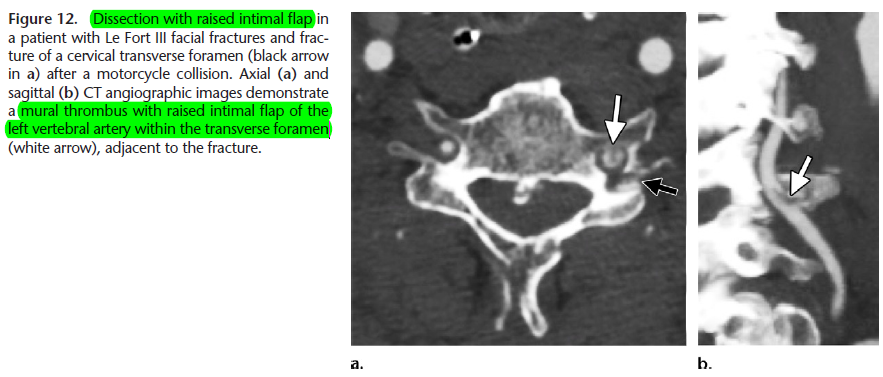 Figure 12. Dissection with raised intimal flap in
a patient with Le Fort III facial fractures and frac-
ture of a cervical transverse foramen (black arrow
in a) after a motorcycle collision. Axial (a) and
sagittal (b) CT angiographic images demonstrate
a mural thrombus with raised intimal flap of the
left vertebral artery within the transverse foramen
(white arrow), adjacent to the fracture.
a.
b.